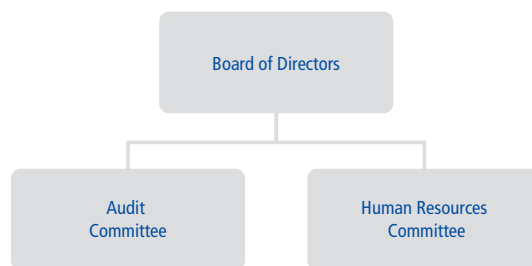 Board of Directors
Audit
Committee
Human Resources
Committee